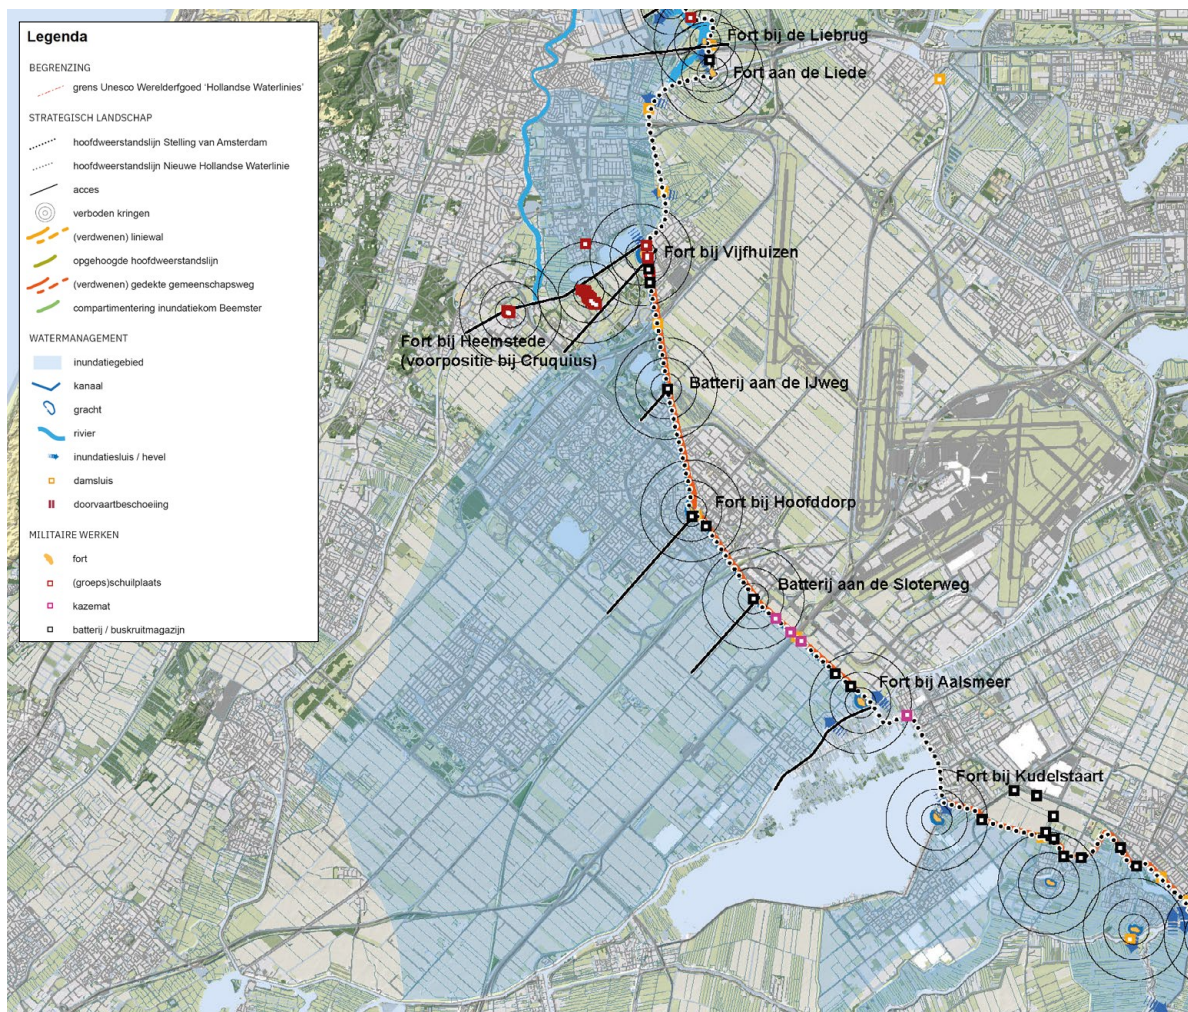 Legenda
BEGRENZING
grens Unesco Werelderfgoed 'Hollandse Waterlinies'
STRATEGISCH LANDSCHAP
hoofdweerstandslijn Stelling van Amsterdam
hoofdweerstandslijn Nieuwe Hollandse Waterlinie
acces
verboden kringen
(verdwenen) liniewal
opgehoogde hoofdweerstandslijn
(verdwenen) gedekte gemeenschapsweg
compartimentering inundatiekom Beemster
WATERMANAGEMENT
inundatiegebied
kanaal
gracht
rivier
inundatiesluis / hevel
damsluis
doorvaartbeschoeiing
MILITAIRE WERKEN
fort
(groeps)schuilplaats
kazemat
batterij / buskruitmagazijn
Fort bij de Liebrug
Fort aan de Liede
Fort bij Vijfhuizen
Fort bij Heemstede
(voorpositie bij Cruquius)
Batterij aan de IJweg
Fort bij Hoofddorp
Batterij aan de Sloterweg
Fort bij Aalsmeer
Fort bij Kudelstaart